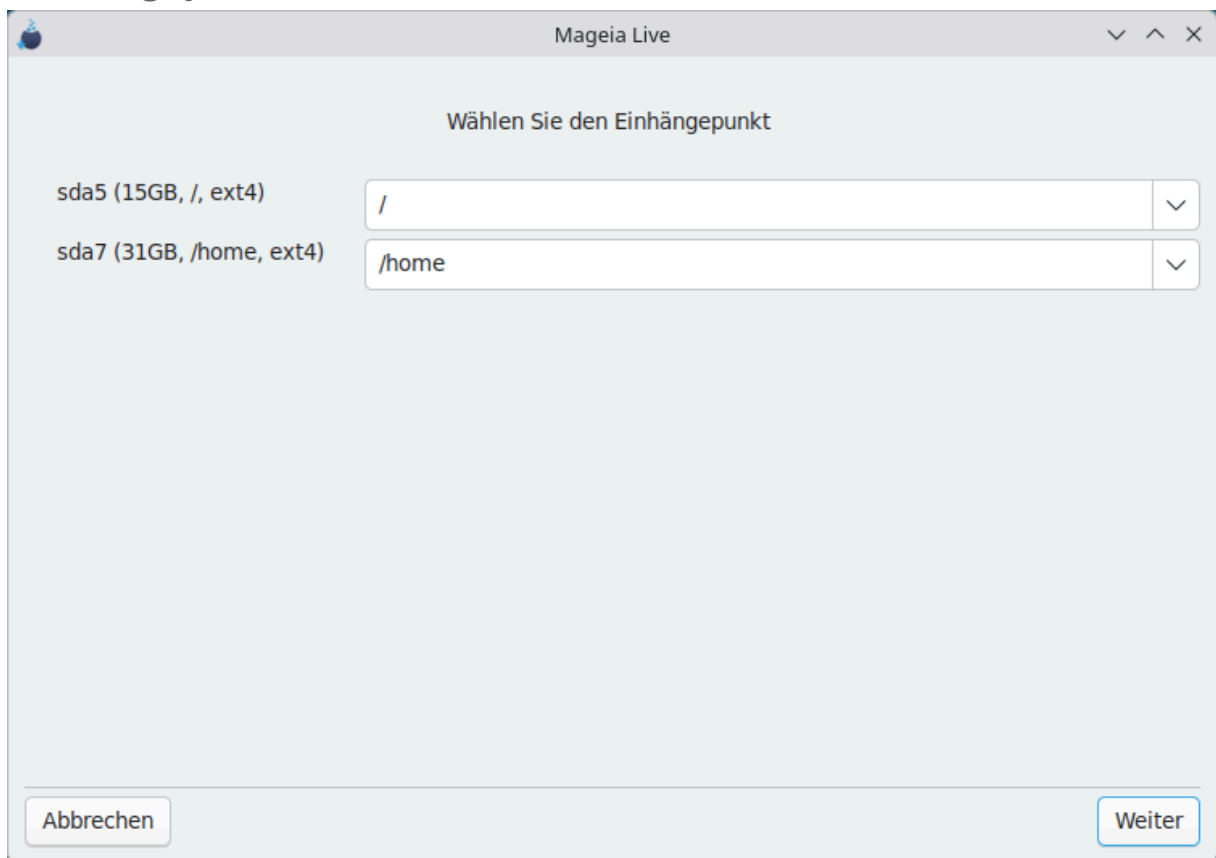 Mageia Live
Wählen Sie den Einhängepunkt
sda5 (15GB, /, ext4)
/
sda7 (31GB, /home, ext4)
/home
Abbrechen
Weiter